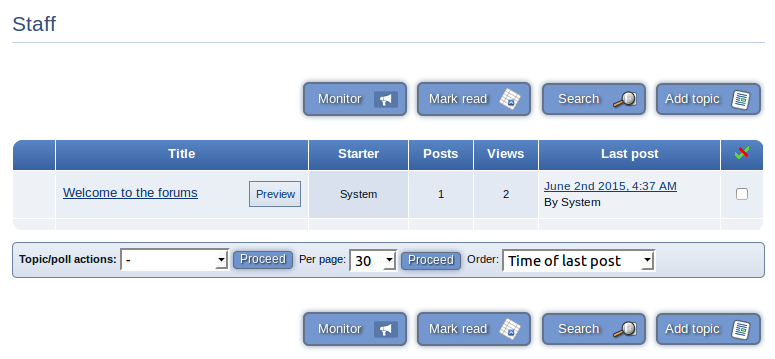 Staff
Monitor Mark read Search Add topic
Title Starter Posts Views Last post
Welcome to the forums Preview System 1 2 June 2nd 2015, 4:37 AM
By System
Topic/poll actions: - Proceed Per page: 30 Proceed Order: Time of last post
Monitor Mark read Search Add topic